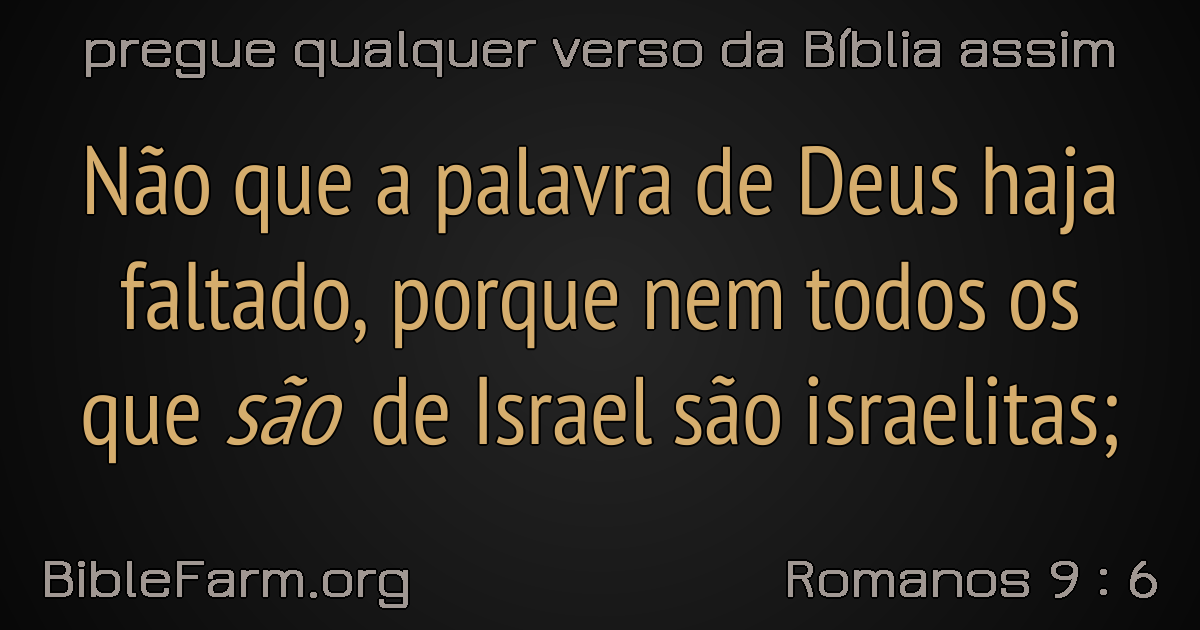 pregue qualquer verso da Bíblia assim
Não que a palavra de Deus haja
faltado, porque nem todos os
que são de Israel são israelitas;
BibleFarm.org
Romanos 9 : 6